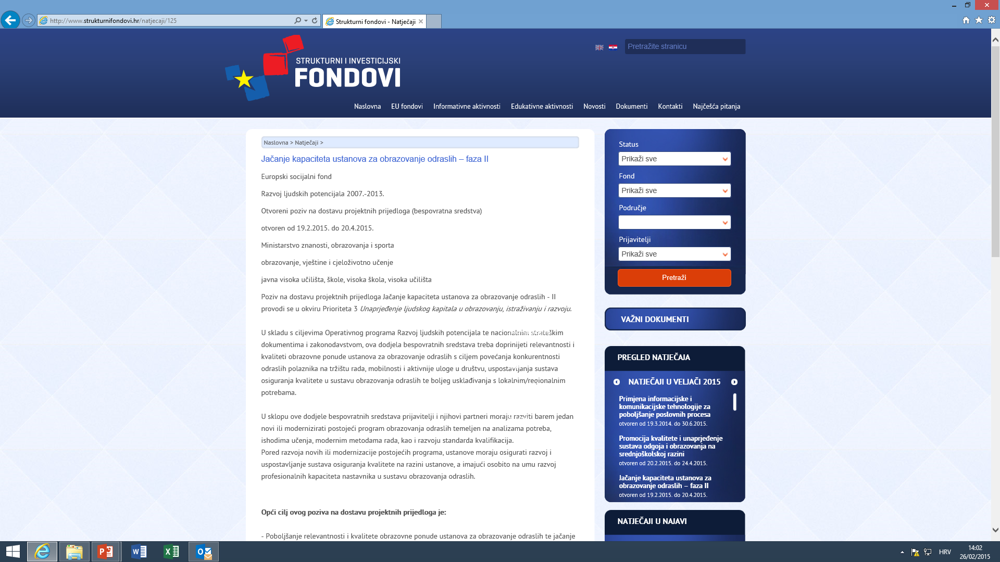 http://www.strukturnifondovi.hr/natjecaji/125
Strukturni fondovi - Natječaji
Pretražite stranicu
STRUKTURNI I INVESTICIJSKI
FONDOVI
Naslovna EU fondovi Informativne aktivnosti Edukativne aktivnosti Novosti Dokumenti Kontakti Najčešća pitanja
Naslovna > Natječaji >
Jačanje kapaciteta ustanova za obrazovanje odraslih – faza II
Europski socijalni fond
Razvoj ljudskih potencijala 2007.-2013.
Otvoreni poziv na dostavu projektnih prijedloga (bespovratna sredstva)
otvoren od 19.2.2015. do 20.4.2015.
Ministarstvo znanosti, obrazovanja i sporta
obrazovanje, vještine i cjeloživotno učenje
javna visoka učilišta, škole, visoka škola, visoka učilišta
Poziv na dostavu projektnih prijedloga Jačanje kapaciteta ustanova za obrazovanje odraslih - II
provodi se u okviru Prioriteta 3 Unaprjeđenje ljudskog kapitala u obrazovanju, istraživanju i razvoju.
U skladu s ciljevima Operativnog programa Razvoj ljudskih potencijala te
dokumentima i zakonodavstvom, ova dodjela bespovratnih sredstava treba doprinijeti relevantnosti i
kvaliteti obrazovne ponude ustanova za obrazovanje odraslih s ciljem povećanja konkurentnosti
odraslih polaznika na tržištu rada, mobilnosti i aktivnije uloge u društvu, uspostavljanja sustava
osiguranja kvalitete u sustavu obrazovanja odraslih te boljeg usklađivanja s lokalnim/regionalnim
potrebama.
U sklopu ove dodjele bespovratnih sredstava prijavitelji i njihovi partneri moraju razviti barem jedan
novi ili modernizirati postojeći program obrazovanja odraslih temeljen na analizama potreba,
ishodima učenja, modernim metodama rada, kao i razvoju standarda kvalifikacija.
Pored razvoja novih ili modernizacije postojećih programa, ustanove moraju osigurati razvoj i
uspostavljanje sustava osiguranja kvalitete na razini ustanove, a imajući osobito na umu razvoj
profesionalnih kapaciteta nastavnika u sustavu obrazovanja odraslih.
Opći cilj ovog poziva na dostavu projektnih prijedloga je:
- Poboljšanje relevantnosti i kvalitete obrazovne ponude ustanova za obrazovanje odraslih te jačanje
Status
Prikaži sve
Fond
Prikaži sve
Područje
Prijavitelji
Prikaži sve
Pretraži
VAŽNI DOKUMENTI
PREGLED NATJEČAJA
NATJEČAJI U VELJAČI 2015
Primjena informacijske i
komunikacijske tehnologije za
poboljšanje poslovnih procesa
otvoren od 19.3.2014. do 30.6.2015.
Promocija kvalitete i unaprjeđenje
sustava odgoja i obrazovanja na
srednjoškolskoj razini
otvoren od 20.2.2015. do 24.4.2015.
Jačanje kapaciteta ustanova za
obrazovanje odraslih – faza II
otvoren od 19.2.2015. do 20.4.2015.
NATJEČAJI U NAJAVI
HRV
14:02
26/02/2015